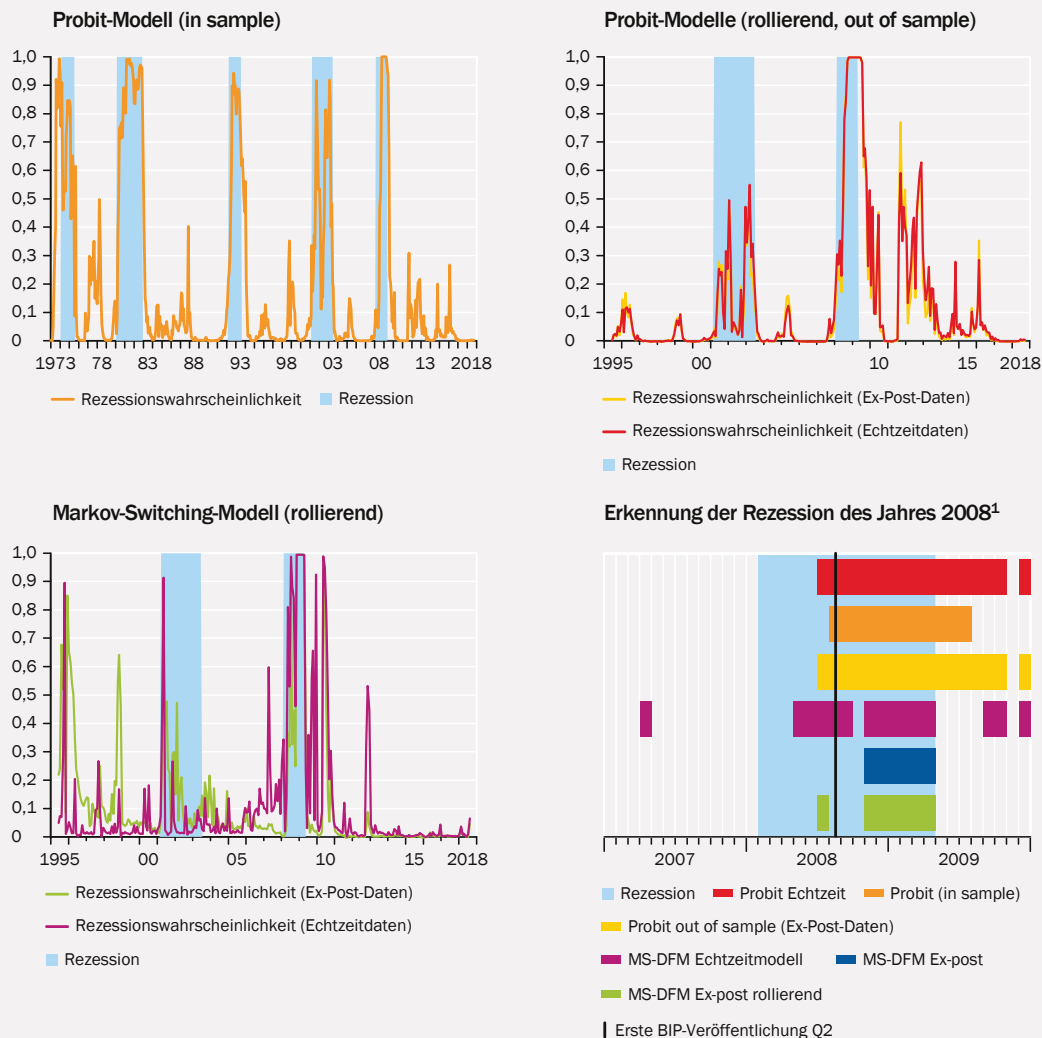 Probit-Modell (in sample)
1,0
0,9
0,8
0,7
0,6
0,5
0,4
0,3
0,2
0,1
0
1973 78 83 88 93 98 03 08 13 2018
Rezessionswahrscheinlichkeit Rezession
Probit-Modelle (rollierend, out of sample)
1,0
0,9
0,8
0,7
0,6
0,5
0,4
0,3
0,2
0,1
0
1995 00 10 15 2018
Rezessionswahrscheinlichkeit (Ex-Post-Daten)
Rezessionswahrscheinlichkeit (Echtzeitdaten)
Rezession
Markov-Switching-Modell (rollierend)
1,0
0,9
0,8
0,7
0,6
0,5
0,4
0,3
0,2
0,1
0
1995 00 05 10 15 2018
Rezessionswahrscheinlichkeit (Ex-Post-Daten)
Rezessionswahrscheinlichkeit (Echtzeitdaten)
Rezession
Erkennung der Rezession des Jahres 2008¹
2007 2008 2009
Rezession Probit Echtzeit Probit (in sample)
Probit out of sample (Ex-Post-Daten)
MS-DFM Echtzeitmodell MS-DFM Ex-post
MS-DFM Ex-post rollierend
Erste BIP-Veröffentlichung Q2